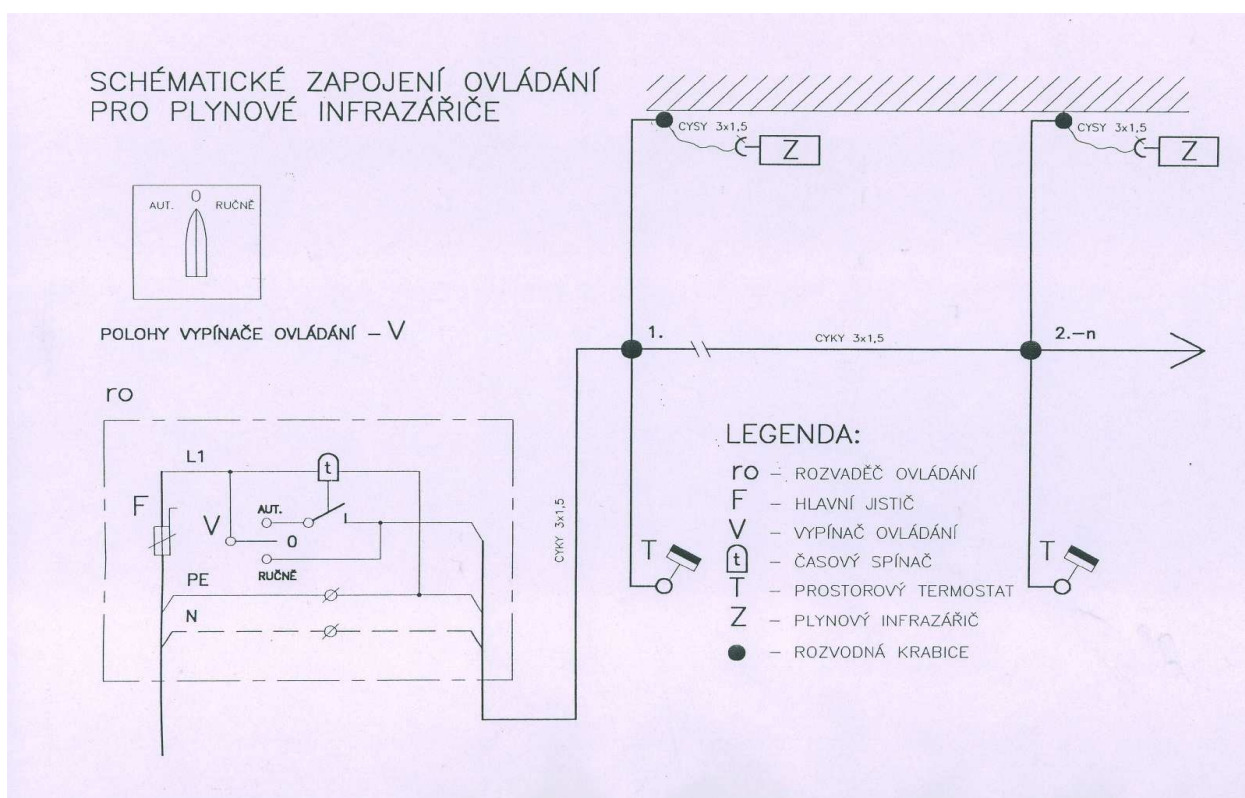 SCHÉMATICKÉ ZAPOJENÍ OVLÁDÁNÍ
PRO PLYNOVÉ INFRAZÁŘIČE
AUT. O RUČNĚ
POLOHY VYPÍNAČE OVLÁDÁNÍ – V
ro
L1
t
F
V
AUT.
O
RUČNĚ
PE
N
CYKY 3x1,5
CYSY 3x1,5
Z
CYSY 3x1,5
Z
1.
CYKY 3x1,5
2.–n
T
T
LEGENDA:
ro – ROZVADĚČ OVLÁDÁNÍ
F – HLAVNÍ JISTIČ
V – VYPÍNAČ OVLÁDÁNÍ
t – ČASOVÝ SPÍNAČ
T – PROSTOROVÝ TERMOSTAT
Z – PLYNOVÝ INFRAZÁŘIČ
– ROZVODNÁ KRABICE